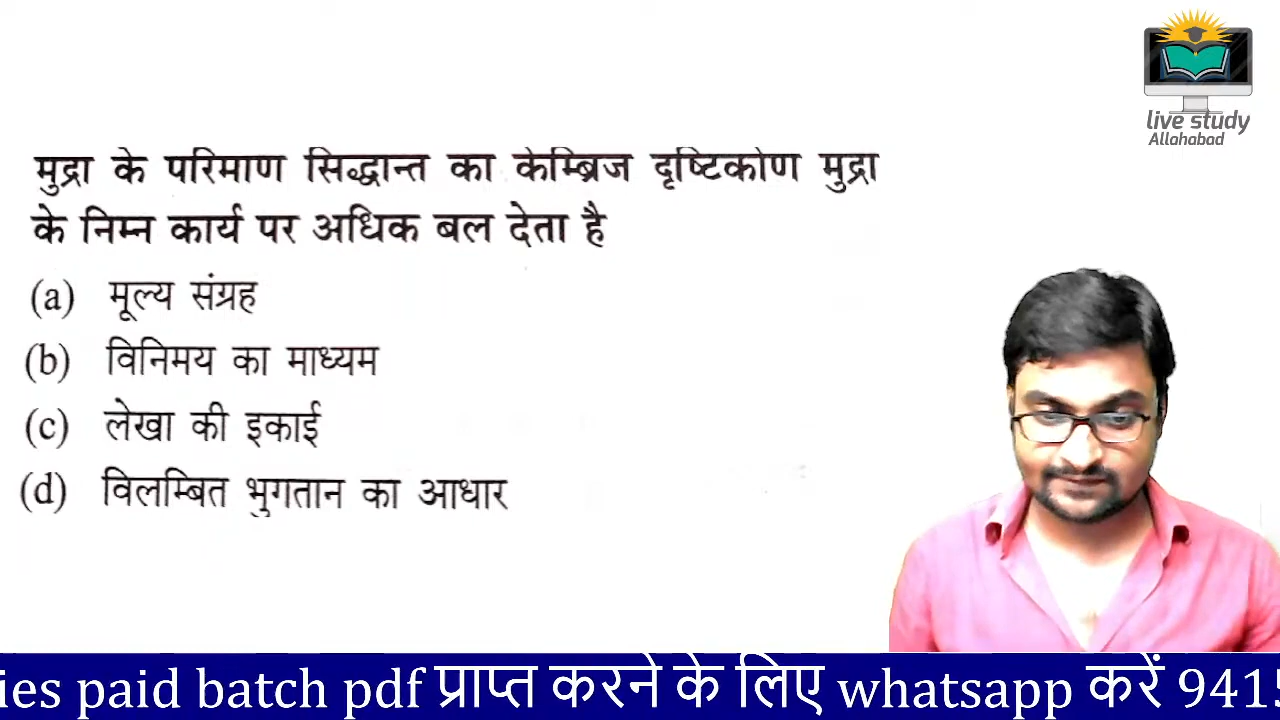 live study
Allahabad
मुद्रा के परिमाण सिद्धान्त का केम्ब्रिज दृष्टिकोण मुद्रा
के निम्न कार्य पर अधिक बल देता है
(a) मूल्य संग्रह
(b) विनिमय का माध्यम
(c) लेखा की इकाई
(d) विलम्बित भुगतान का आधार
ies paid batch pdf प्राप्त करने के लिए whatsapp करें 941